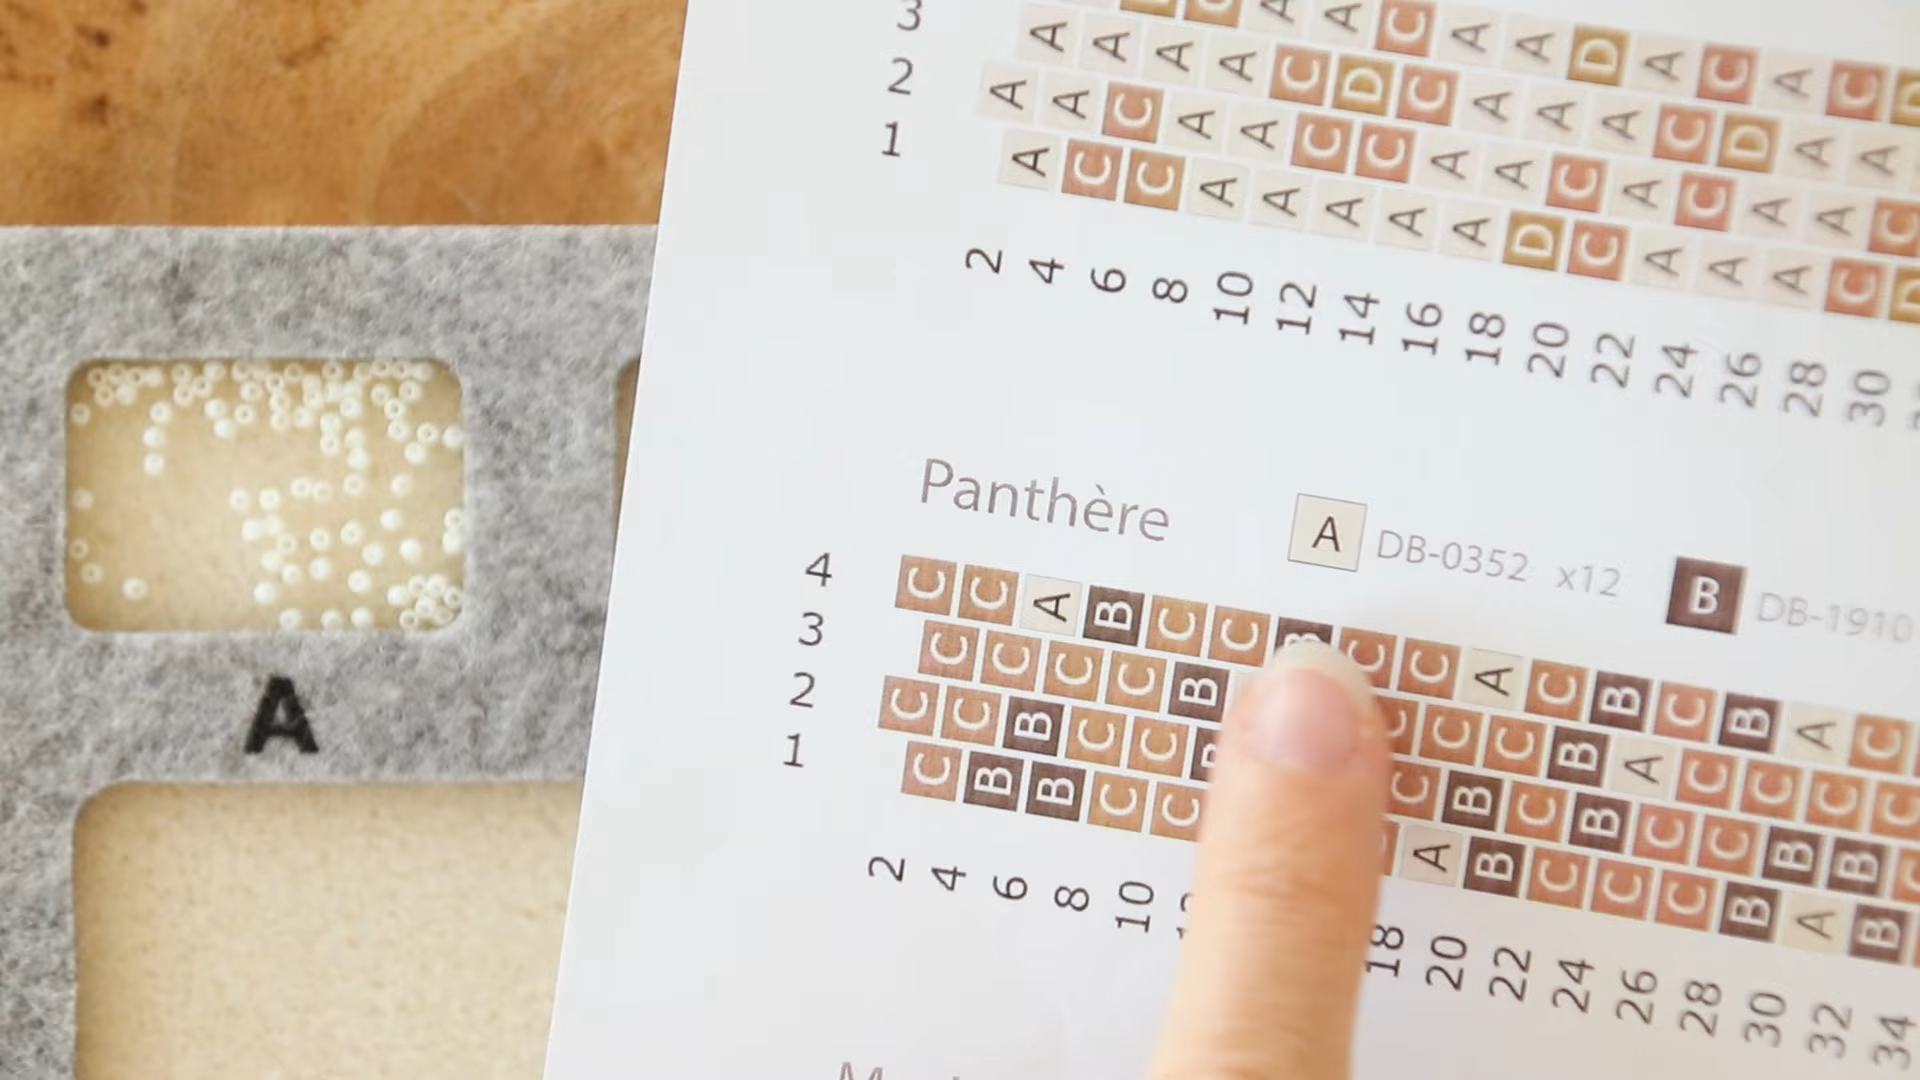 3 A A A A C D C A A A C D A A
2 A A C A A C C A A C A C A A C
1 A C C A A A A A D C A A A C D
2 4 6 8 10 12 14 16 18 20 22 24 26 28 30
Panthère A DB-0352 x12 B DB-1910
4 C C A B C C B C C A C B C B A C
3 C C C C B C C C B A C C C C
2 C C B C C B C B C B C C B B C
1 C B B C C A B C C C B A B
2 4 6 8 10 18 20 22 24 26 28 30 32 34
A